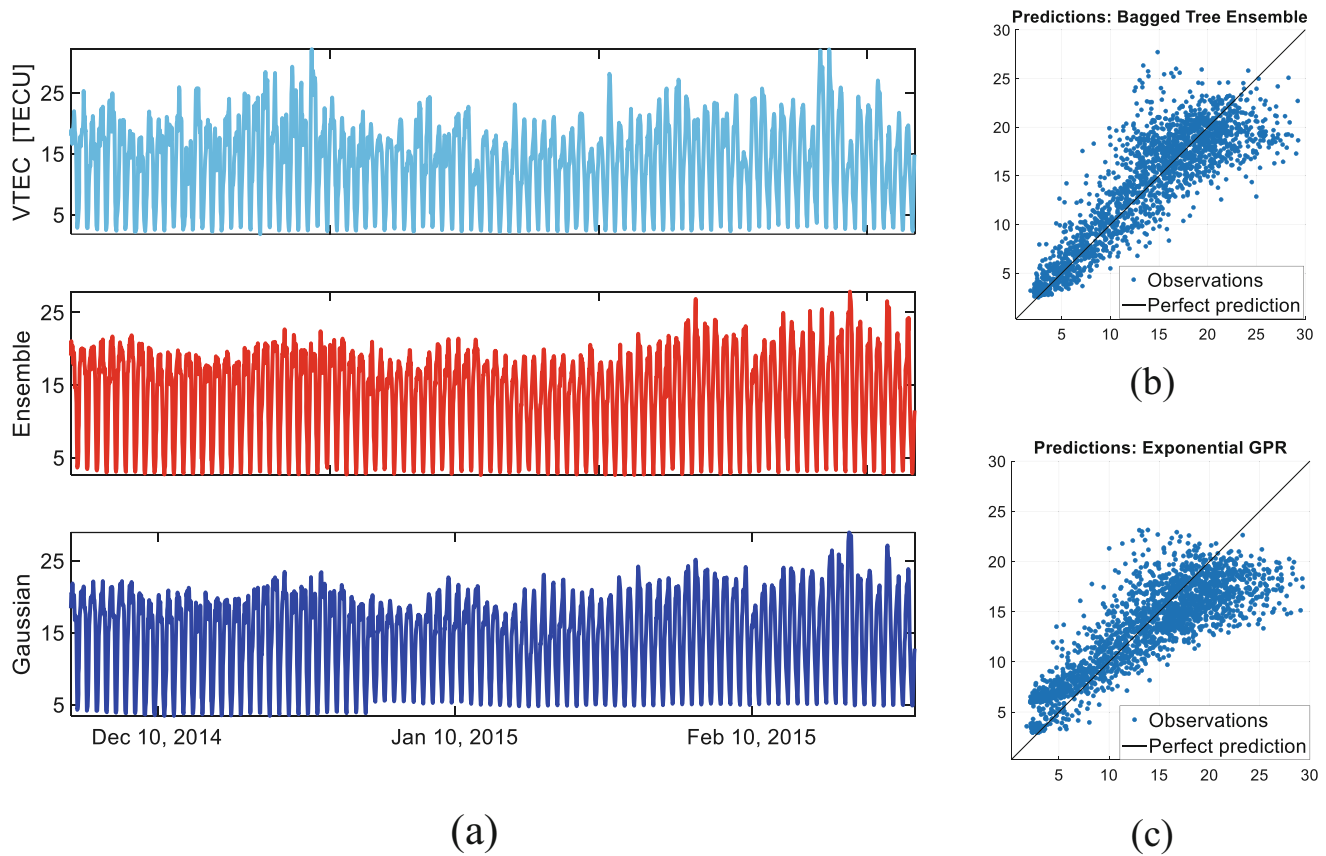 VTEC [TECU]
25
15
5
Ensemble
25
15
5
Gaussian
25
15
5
Dec 10, 2014
Jan 10, 2015
Feb 10, 2015
(a)
Predictions: Bagged Tree Ensemble
30
25
20
15
10
5
Observations
Perfect prediction
5
10
15
20
25
30
(b)
Predictions: Exponential GPR
30
25
20
15
10
5
Observations
Perfect prediction
5
10
15
20
25
30
(c)